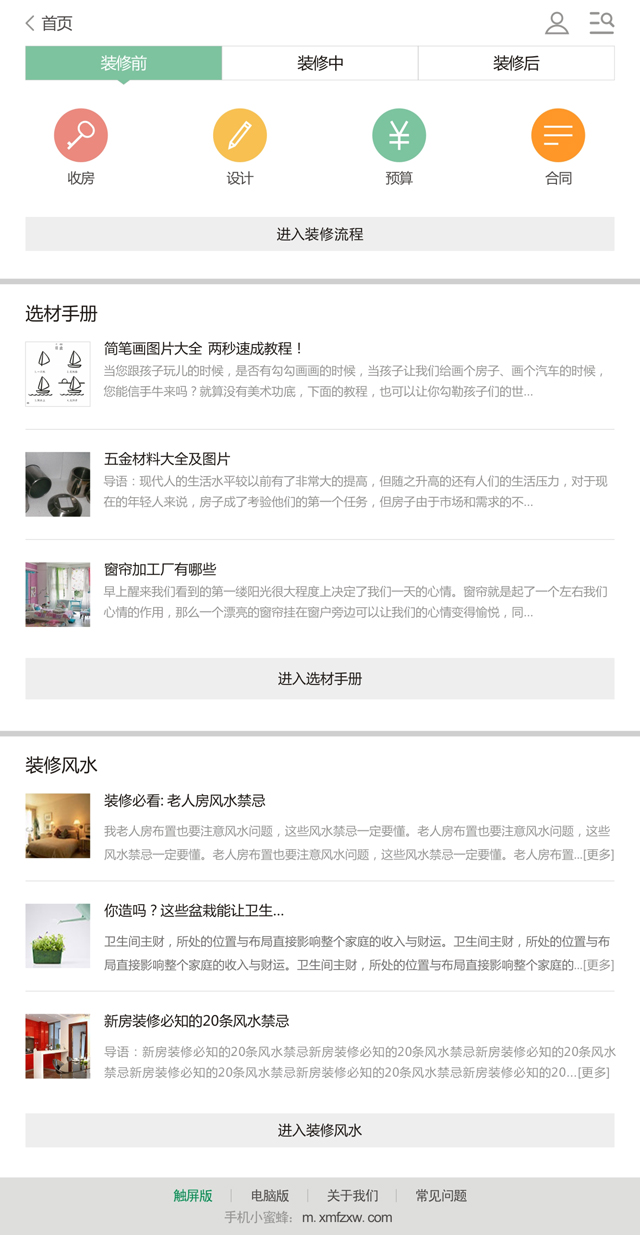 首页
装修前
装修中
装修后
收房
设计
预算
合同
进入装修流程
选材手册
简笔画图片大全 两秒速成教程！
当您跟孩子玩儿的时候，是否有勾勾画画的时候，当孩子让我们给画个房子、画个汽车的时候，
您能信手牛来吗？就算没有美术功底，下面的教程，也可以让你勾勒孩子们的世...
五金材料大全及图片
导语：现代人的生活水平较以前有了非常大的提高，但随之升高的还有人们的生活压力，对于现
在的年轻人来说，房子成了考验他们的第一个任务，但房子由于市场和需求的不...
窗帘加工厂有哪些
早上醒来我们看到的第一缕阳光很大程度上决定了我们一天的心情。窗帘就是起了一个左右我们
心情的作用，那么一个漂亮的窗帘挂在窗户旁边可以让我们的心情变得愉悦，同...
进入选材手册
装修风水
装修必看: 老人房风水禁忌
我老人房布置也要注意风水问题，这些风水禁忌一定要懂。老人房布置也要注意风水问题，这些
风水禁忌一定要懂。老人房布置也要注意风水问题，这些风水禁忌一定要懂。老人房布置...[更多]
你造吗？这些盆栽能让卫生...
卫生间主财，所处的位置与布局直接影响整个家庭的收入与财运。卫生间主财，所处的位置与布
局直接影响整个家庭的收入与财运。卫生间主财，所处的位置与布局直接影响整个家庭的...[更多]
新房装修必知的20条风水禁忌
导语：新房装修必知的20条风水禁忌新房装修必知的20条风水禁忌新房装修必知的20条风水
禁忌新房装修必知的20条风水禁忌新房装修必知的20条风水禁忌新房装修必知的20...[更多]
进入装修风水
触屏版
电脑版
关于我们
常见问题
手机小蜜蜂：m. xmfzxw. com